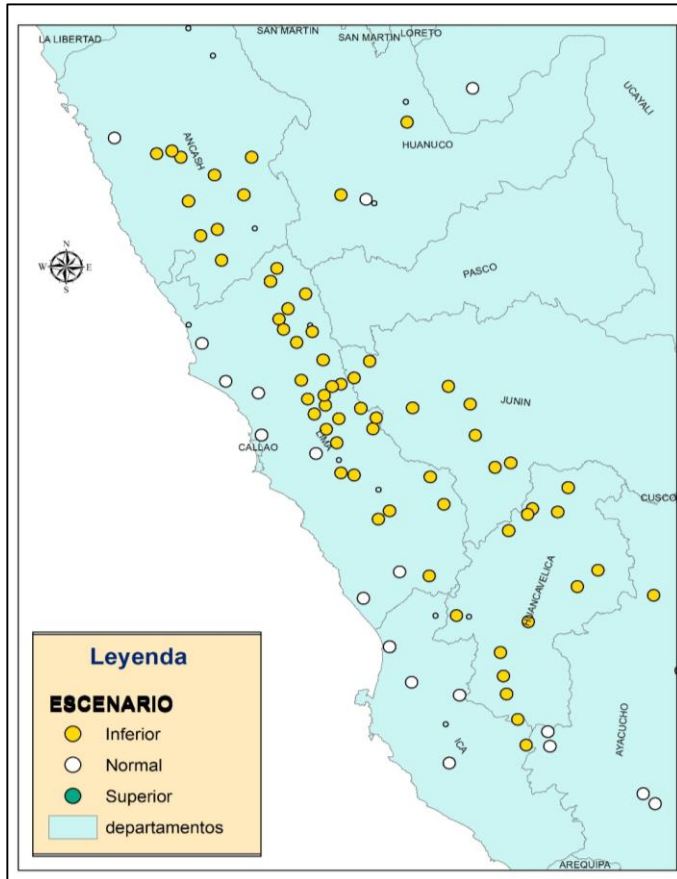 SAN MARTIN
LORETO
LA LIBERTAD
SAN MARTIN
UCAYALI
ANCASH
HUANUCO
N
W E
S
PASCO
JUNIN
LIMA
CALLAO
CUSCO
HUANCAVELICA
Leyenda
ESCENARIO
Inferior
Normal
Superior
departamentos
ICA
AYACUCHO
AREQUIPA